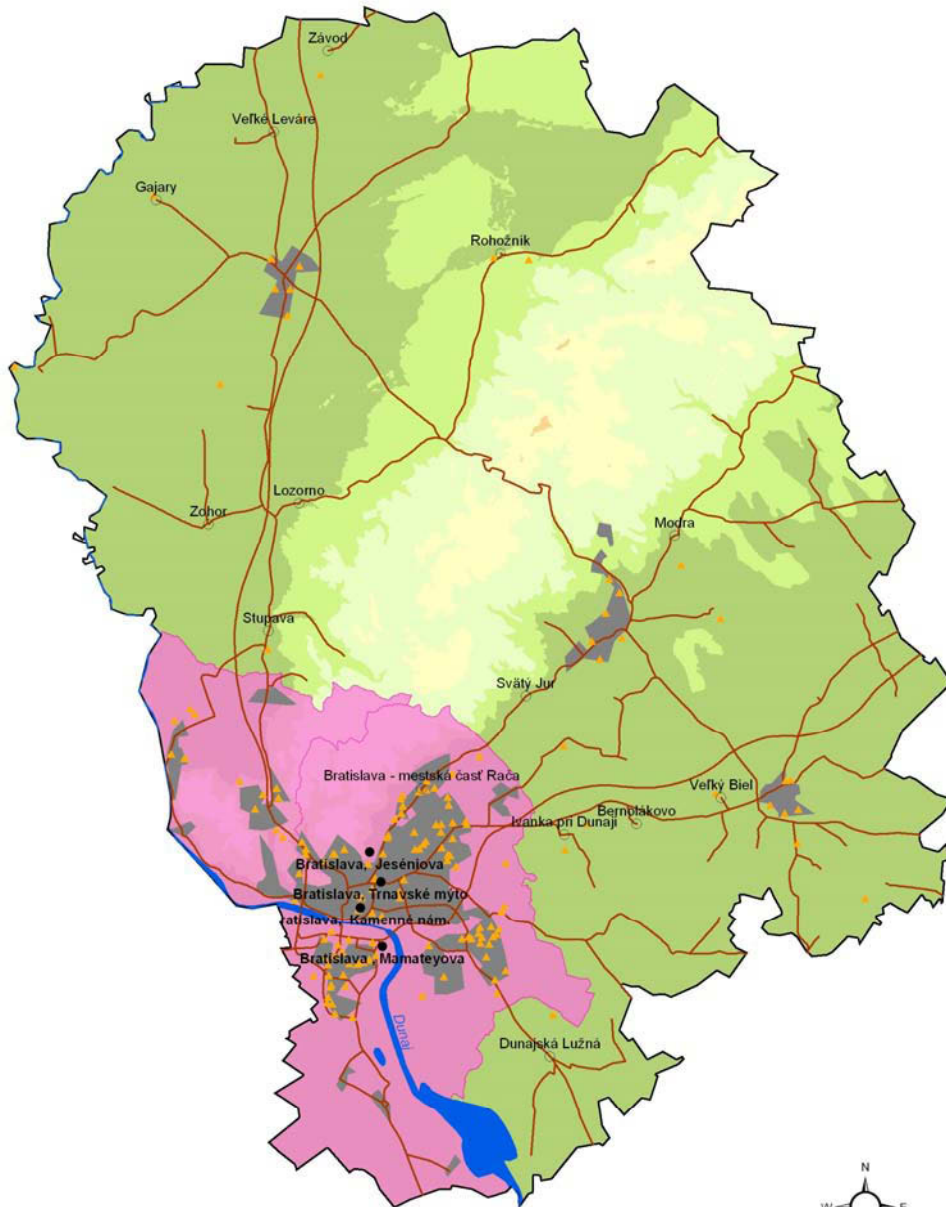 Závod
Veľké Leváre
Gajary
Rohožník
Lozorno
Zohor
Modra
Stupava
Svätý Jur
Bratislava - mestská časť Rača
Veľký Biel
Bernolákovo
Ivanka pri Dunaji
Bratislava, Jeséniova
Bratislava, Trnavské mýto
ratislava, Kamenné nám.
Bratislava , Mamateyova
Dunaj
Dunajská Lužná
N
W
E